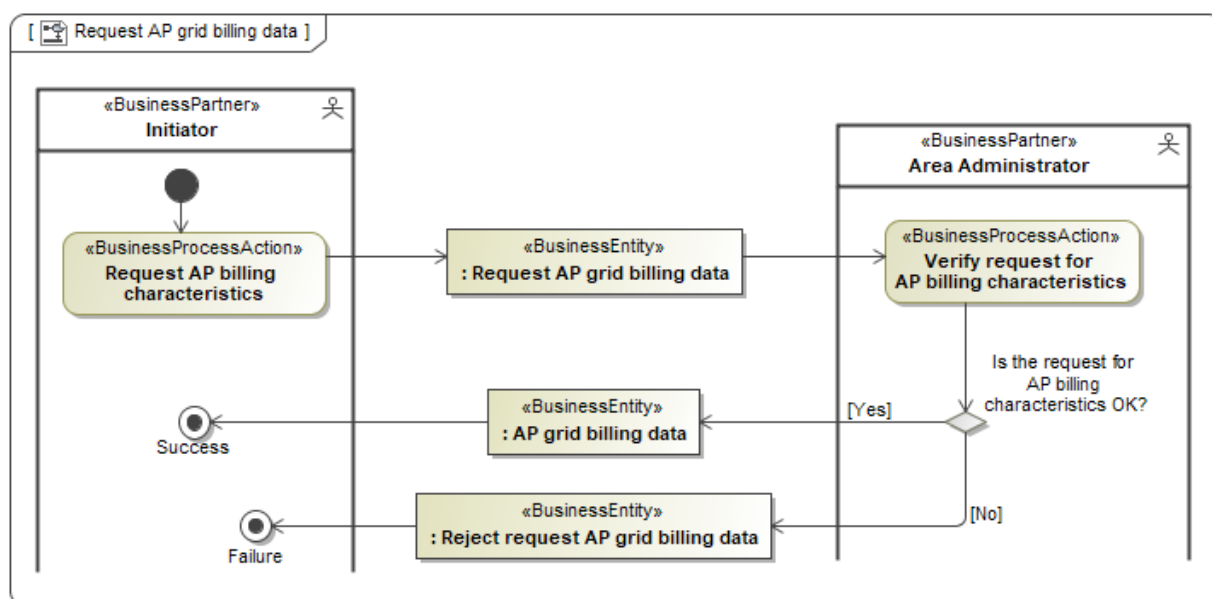 [ Request AP grid billing data ]
«BusinessPartner»
Initiator
«BusinessPartner»
Area Administrator
«BusinessProcessAction»
Request AP billing
characteristics
«BusinessEntity»
: Request AP grid billing data
«BusinessProcessAction»
Verify request for
AP billing characteristics
Is the request for
AP billing
characteristics OK?
[Yes]
«BusinessEntity»
: AP grid billing data
Success
[No]
«BusinessEntity»
: Reject request AP grid billing data
Failure